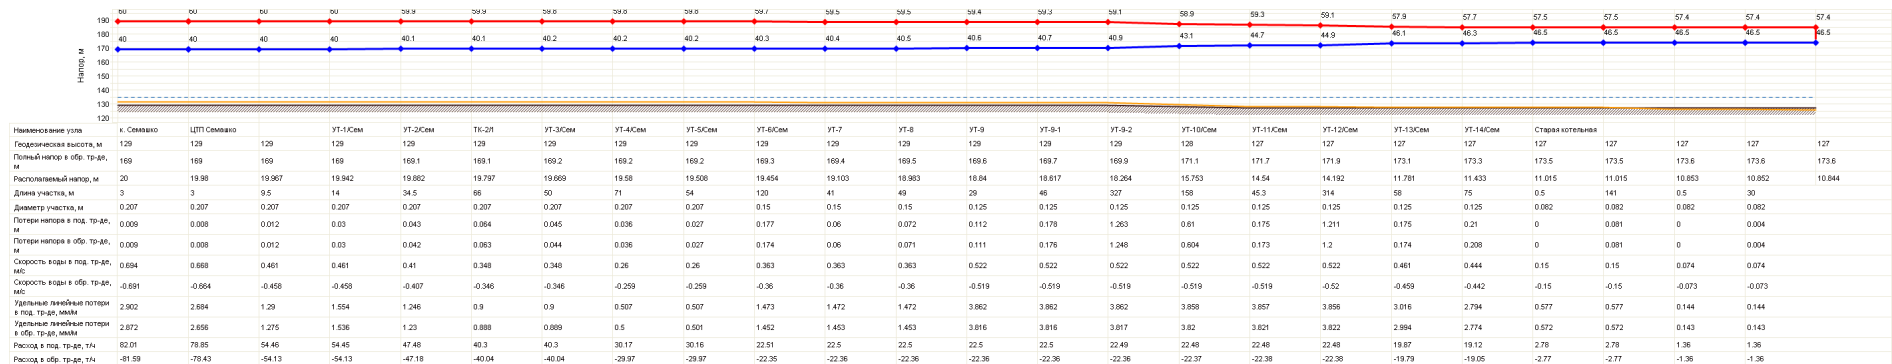 60 60 60 60 59.9 59.9 59.8 59.8 59.8 59.7 59.5 59.5 59.4 59.3 59.1 58.9 59.3 59.1 57.9 57.7 57.5 57.5 57.4 57.4 57.4
190
180
40 40 40 40 40.1 40.1 40.2 40.2 40.2 40.3 40.4 40.5 40.6 40.7 40.9 43.1 44.7 44.9 46.1 46.3 46.5 46.5 46.5 46.5 46.5
170
160
150
140
130
120
Напор, м
Наименование узла к. Семашко ЦТП Семашко УТ-1/Сем УТ-2/Сем ТК-2/1 УТ-3/Сем УТ-4/Сем УТ-5/Сем УТ-6/Сем УТ-7 УТ-8 УТ-9 УТ-9-1 УТ-9-2 УТ-10/Сем УТ-11/Сем УТ-12/Сем УТ-13/Сем УТ-14/Сем Старая котельная
Геодезическая высота, м 129 129 129 129 129 129 129 129 129 129 129 129 129 129 129 128 127 127 127 127 127 127 127 127 127
Полный напор в обр. тр-де, м 169 169 169 169 169.1 169.1 169.2 169.2 169.2 169.3 169.4 169.5 169.6 169.7 169.9 171.1 171.7 171.9 173.1 173.3 173.5 173.5 173.6 173.6 173.6
Располагаемый напор, м 20 19.98 19.967 19.942 19.882 19.797 19.669 19.58 19.508 19.454 19.103 18.983 18.84 18.617 18.264 15.753 14.54 14.192 11.781 11.433 11.015 11.015 10.853 10.852 10.844
Длина участка, м 3 3 9.5 14 34.5 66 50 71 54 120 41 49 29 46 327 158 45.3 314 58 75 0.5 141 0.5 30
Диаметр участка, м 0.207 0.207 0.207 0.207 0.207 0.207 0.207 0.207 0.207 0.15 0.15 0.15 0.125 0.125 0.125 0.125 0.125 0.125 0.125 0.125 0.082 0.082 0.082 0.082
Потери напора в под. тр-де, м 0.009 0.008 0.012 0.03 0.043 0.064 0.045 0.036 0.027 0.177 0.06 0.072 0.112 0.178 1.263 0.61 0.175 1.211 0.175 0.21 0 0.081 0 0.004
Потери напора в обр. тр-де, м 0.009 0.008 0.012 0.03 0.042 0.063 0.044 0.036 0.027 0.174 0.06 0.071 0.111 0.176 1.248 0.604 0.173 1.2 0.174 0.208 0 0.081 0 0.004
Скорость воды в под. тр-де, м/с 0.694 0.668 0.461 0.461 0.41 0.348 0.348 0.26 0.26 0.363 0.363 0.363 0.522 0.522 0.522 0.522 0.522 0.522 0.461 0.444 0.15 0.15 0.074 0.074
Скорость воды в обр. тр-де, м/с -0.691 -0.664 -0.458 -0.458 -0.407 -0.346 -0.346 -0.259 -0.259 -0.36 -0.36 -0.36 -0.519 -0.519 -0.519 -0.519 -0.519 -0.52 -0.459 -0.442 -0.15 -0.15 -0.073 -0.073
Удельные линейные потери в под. тр-де, мм/м 2.902 2.684 1.29 1.554 1.246 0.9 0.9 0.507 0.507 1.473 1.472 1.472 3.862 3.862 3.862 3.858 3.857 3.856 3.016 2.794 0.577 0.577 0.144 0.144
Удельные линейные потери в обр. тр-де, мм/м 2.872 2.656 1.275 1.536 1.23 0.888 0.889 0.5 0.501 1.452 1.453 1.453 3.816 3.816 3.817 3.82 3.821 3.822 2.994 2.774 0.572 0.572 0.143 0.143
Расход в под. тр-де, т/ч 82.01 78.85 54.46 54.45 47.48 40.3 40.3 30.17 30.16 22.51 22.5 22.5 22.5 22.5 22.49 22.48 22.48 22.48 19.87 19.12 2.78 2.78 1.36 1.36
Расход в обр. тр-де, т/ч -81.59 -78.43 -54.13 -54.13 -47.18 -40.04 -40.04 -29.97 -29.97 -22.35 -22.36 -22.36 -22.36 -22.36 -22.36 -22.37 -22.38 -22.38 -19.79 -19.05 -2.77 -2.77 -1.36 -1.36